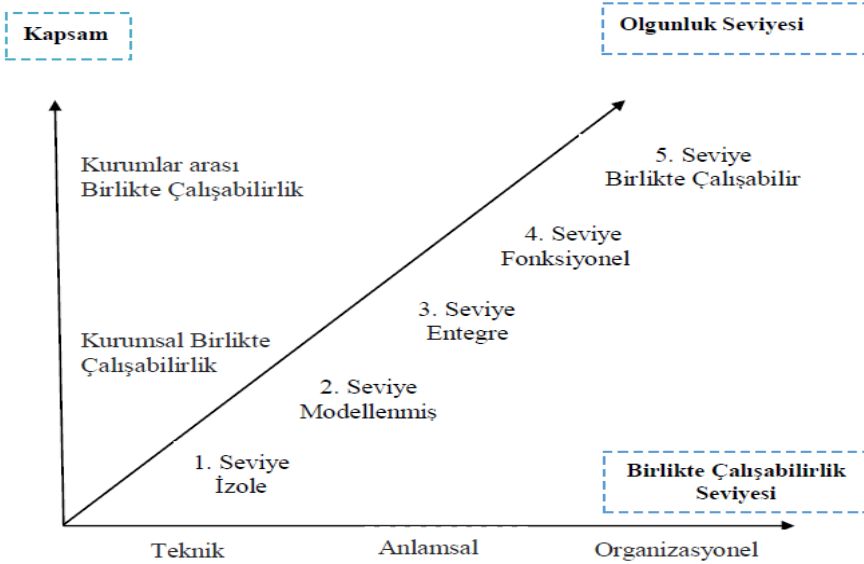 Kapsam
Olgunluk Seviyesi
Kurumlar arası
Birlikte Çalışabilirlik
5. Seviye
Birlikte Çalışabilir
4. Seviye
Fonksiyonel
3. Seviye
Entegre
Kurumsal Birlikte
Çalışabilirlik
2. Seviye
Modellenmiş
1. Seviye
İzole
Birlikte Çalışabilirlik
Seviyesi
Teknik
Anlamsal
Organizasyonel